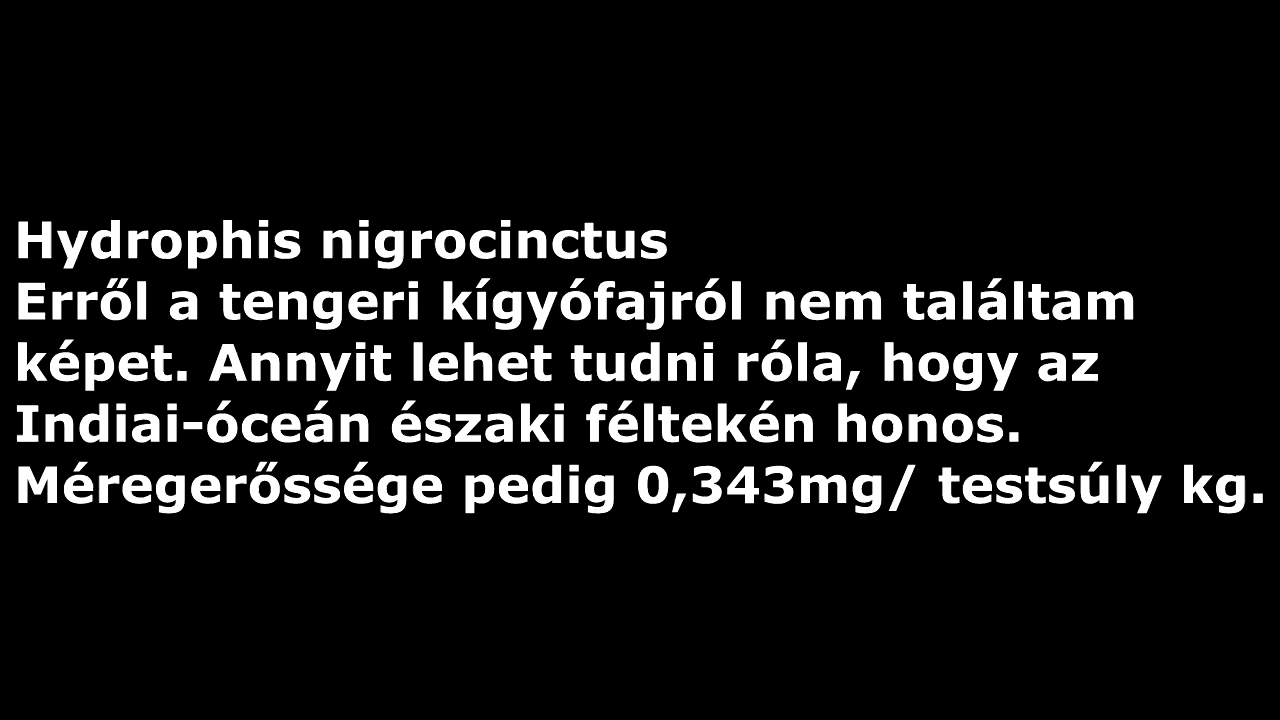 Hydrophis nigrocinctus
Erről a tengeri kígyófajról nem találtam
képet. Annyit lehet tudni róla, hogy az
Indiai-óceán északi féltekén honos.
Méregerőssége pedig 0,343mg/ testsúly kg.